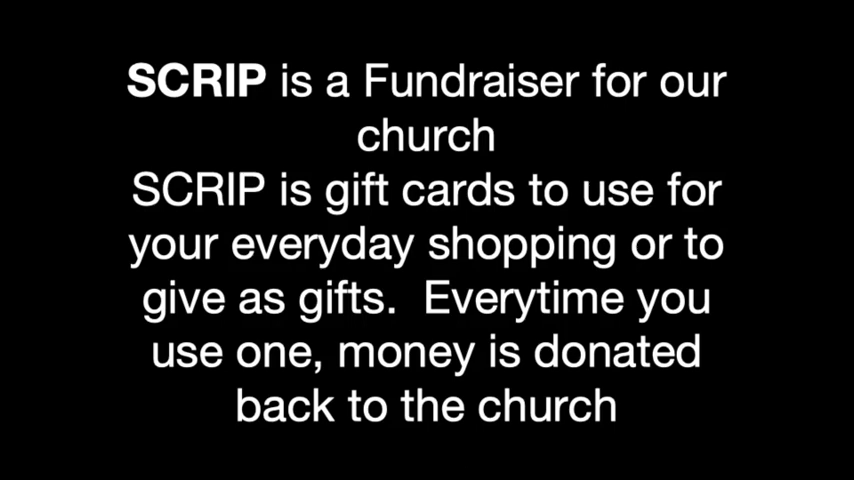 SCRIP is a Fundraiser for our
church
SCRIP is gift cards to use for
your everyday shopping or to
give as gifts.  Everytime you
use one, money is donated
back to the church